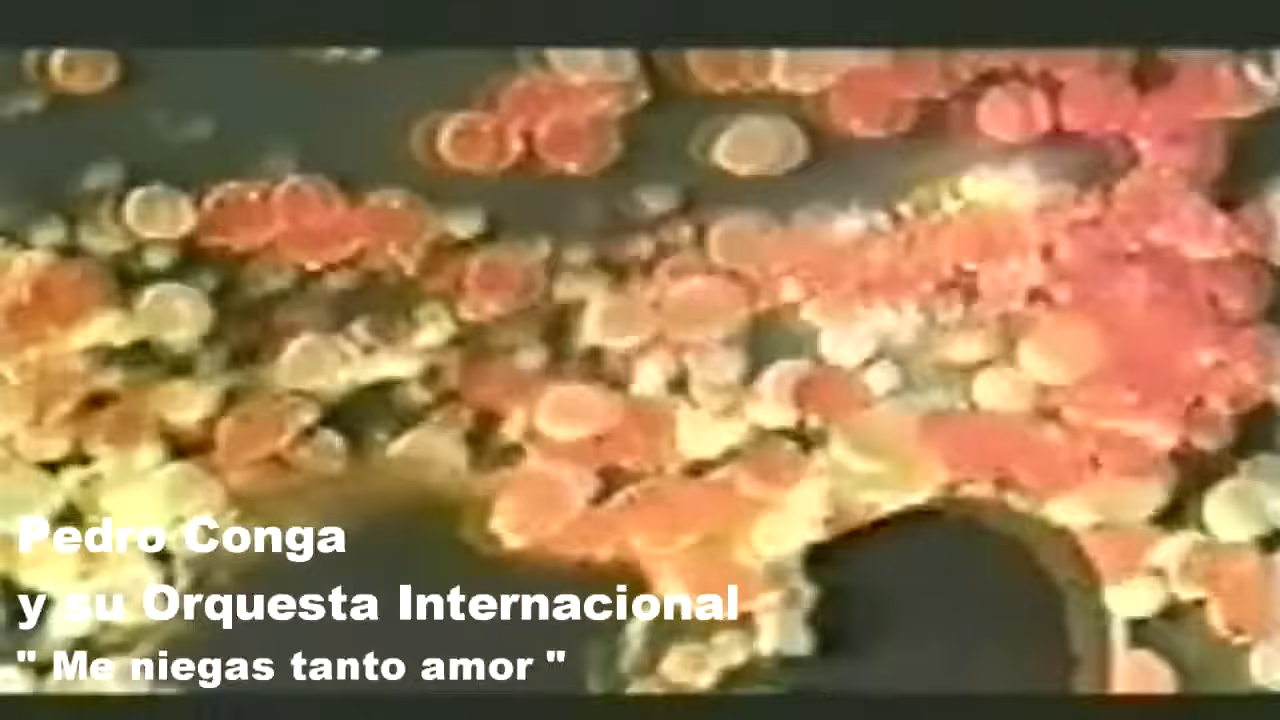 Pedro Conga
y su Orquesta Internacional
" Me niegas tanto amor "